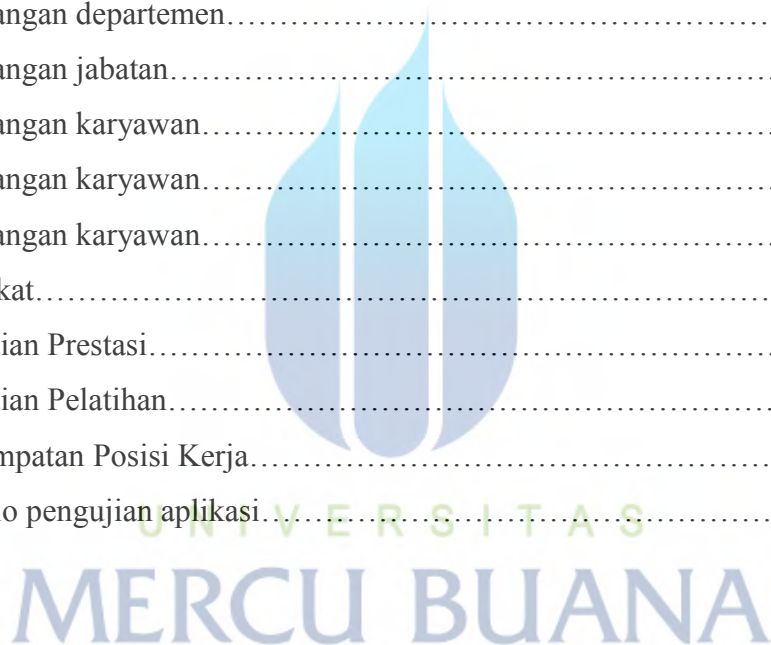 angan departemen……………………………………………………
angan jabatan……………………………………………………
angan karyawan……………………………………………………
angan karyawan……………………………………………………
angan karyawan……………………………………………………
kat……………………………………………………
ian Prestasi……………………………………………………
ian Pelatihan……………………………………………………
mpatan Posisi Kerja……………………………………………………
o pengujian aplikasi……………………………………………………
UNIVERSITAS
MERCU BUANA